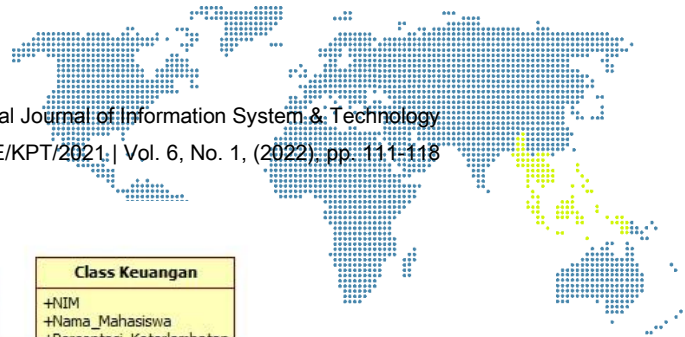 al Journal of Information System & Technology
E/KPT/2021 | Vol. 6, No. 1, (2022), pp. 111-118
Class Keuangan
+NIM
+Nama_Mahasiswa